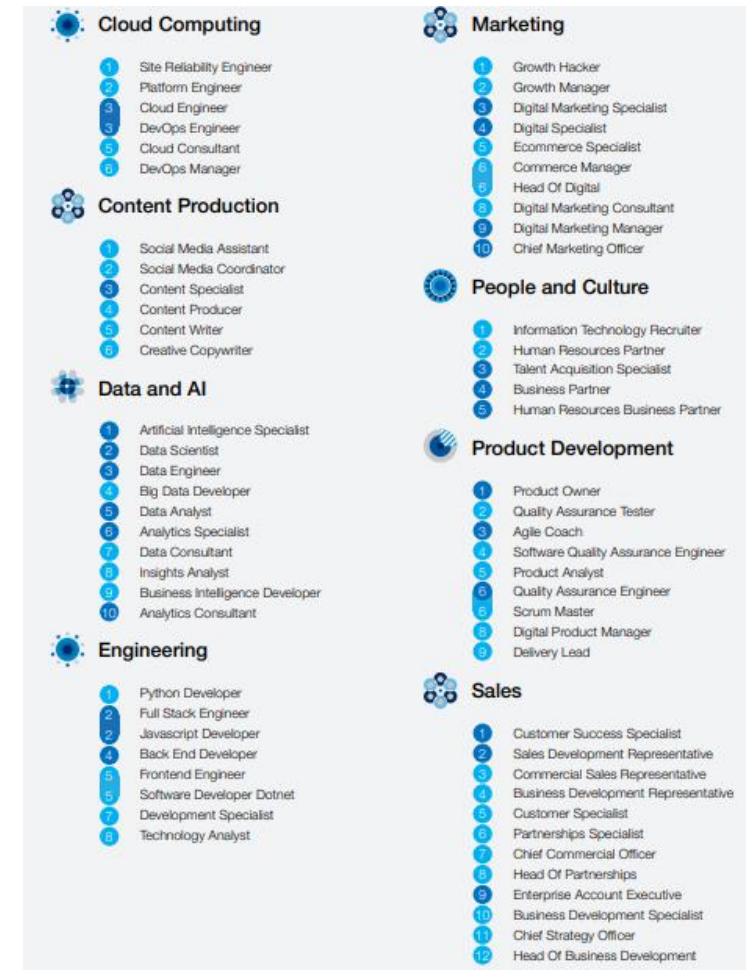 Cloud Computing
1 Site Reliability Engineer
2 Platform Engineer
3 Cloud Engineer
3 DevOps Engineer
5 Cloud Consultant
6 DevOps Manager
Content Production
1 Social Media Assistant
2 Social Media Coordinator
3 Content Specialist
4 Content Producer
5 Content Writer
6 Creative Copywriter
Data and AI
1 Artificial Intelligence Specialist
2 Data Scientist
3 Data Engineer
4 Big Data Developer
5 Data Analyst
6 Analytics Specialist
7 Data Consultant
8 Insights Analyst
9 Business Intelligence Developer
10 Analytics Consultant
Engineering
1 Python Developer
2 Full Stack Engineer
2 Javascript Developer
4 Back End Developer
5 Frontend Engineer
5 Software Developer Dotnet
7 Development Specialist
8 Technology Analyst
Marketing
1 Growth Hacker
2 Growth Manager
3 Digital Marketing Specialist
4 Digital Specialist
5 Ecommerce Specialist
6 Commerce Manager
6 Head Of Digital
8 Digital Marketing Consultant
9 Digital Marketing Manager
10 Chief Marketing Officer
People and Culture
1 Information Technology Recruiter
2 Human Resources Partner
3 Talent Acquisition Specialist
4 Business Partner
5 Human Resources Business Partner
Product Development
1 Product Owner
2 Quality Assurance Tester
3 Agile Coach
4 Software Quality Assurance Engineer
5 Product Analyst
6 Quality Assurance Engineer
6 Scrum Master
8 Digital Product Manager
9 Delivery Lead
Sales
1 Customer Success Specialist
2 Sales Development Representative
3 Commercial Sales Representative
4 Business Development Representative
5 Customer Specialist
6 Partnerships Specialist
7 Chief Commercial Officer
8 Head Of Partnerships
9 Enterprise Account Executive
10 Business Development Specialist
11 Chief Strategy Officer
12 Head Of Business Development